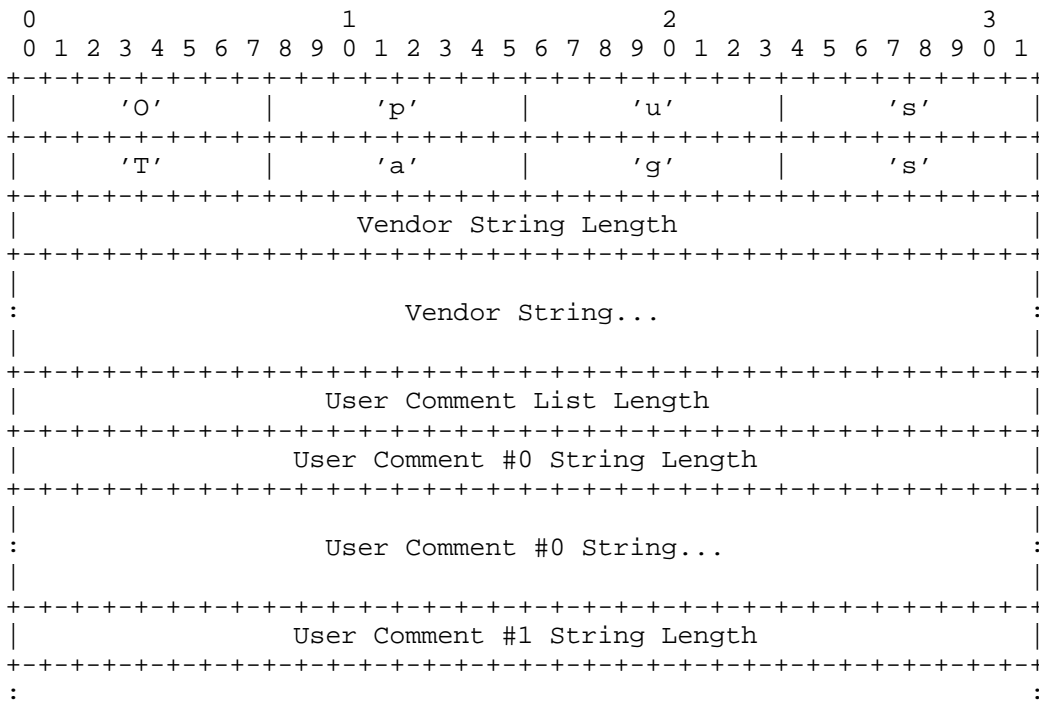 0                   1                   2                   3
0 1 2 3 4 5 6 7 8 9 0 1 2 3 4 5 6 7 8 9 0 1 2 3 4 5 6 7 8 9 0 1
+-+-+-+-+-+-+-+-+-+-+-+-+-+-+-+-+-+-+-+-+-+-+-+-+-+-+-+-+-+-+-+-+
|      'O'      |      'p'      |      'u'      |      's'      |
+-+-+-+-+-+-+-+-+-+-+-+-+-+-+-+-+-+-+-+-+-+-+-+-+-+-+-+-+-+-+-+-+
|      'T'      |      'a'      |      'g'      |      's'      |
+-+-+-+-+-+-+-+-+-+-+-+-+-+-+-+-+-+-+-+-+-+-+-+-+-+-+-+-+-+-+-+-+
|                     Vendor String Length                      |
+-+-+-+-+-+-+-+-+-+-+-+-+-+-+-+-+-+-+-+-+-+-+-+-+-+-+-+-+-+-+-+-+
|                                                               |
:                        Vendor String...                       :
|                                                               |
+-+-+-+-+-+-+-+-+-+-+-+-+-+-+-+-+-+-+-+-+-+-+-+-+-+-+-+-+-+-+-+-+
|                   User Comment List Length                    |
+-+-+-+-+-+-+-+-+-+-+-+-+-+-+-+-+-+-+-+-+-+-+-+-+-+-+-+-+-+-+-+-+
|                 User Comment #0 String Length                 |
+-+-+-+-+-+-+-+-+-+-+-+-+-+-+-+-+-+-+-+-+-+-+-+-+-+-+-+-+-+-+-+-+
|                                                               |
:                   User Comment #0 String...                   :
|                                                               |
+-+-+-+-+-+-+-+-+-+-+-+-+-+-+-+-+-+-+-+-+-+-+-+-+-+-+-+-+-+-+-+-+
|                 User Comment #1 String Length                 |
+-+-+-+-+-+-+-+-+-+-+-+-+-+-+-+-+-+-+-+-+-+-+-+-+-+-+-+-+-+-+-+-+
:                                                               :